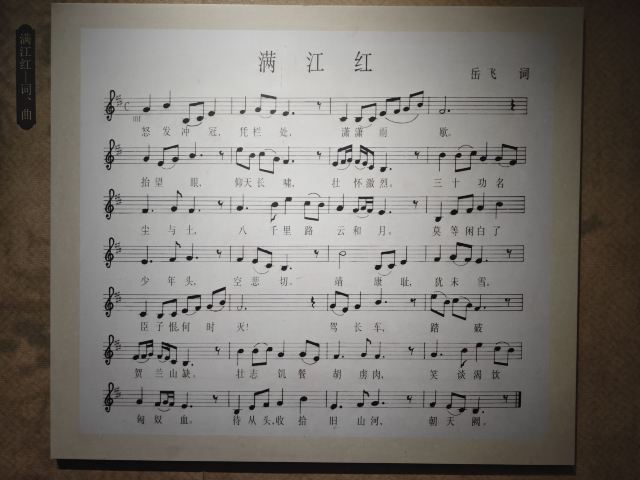 满江红—词、曲
满 江 红
岳飞 词
怒发冲冠,凭栏处,潇潇雨歇。
抬望眼,仰天长啸,壮怀激烈。三十功名
尘与土,八千里路云和月。莫等闲白了
少年头,空悲切。靖康耻,犹未雪。
臣子恨,何时灭!驾长车,踏破
贺兰山缺。壮志饥餐胡虏肉,笑谈渴饮
匈奴血。待从头,收拾旧山河,朝天阙。